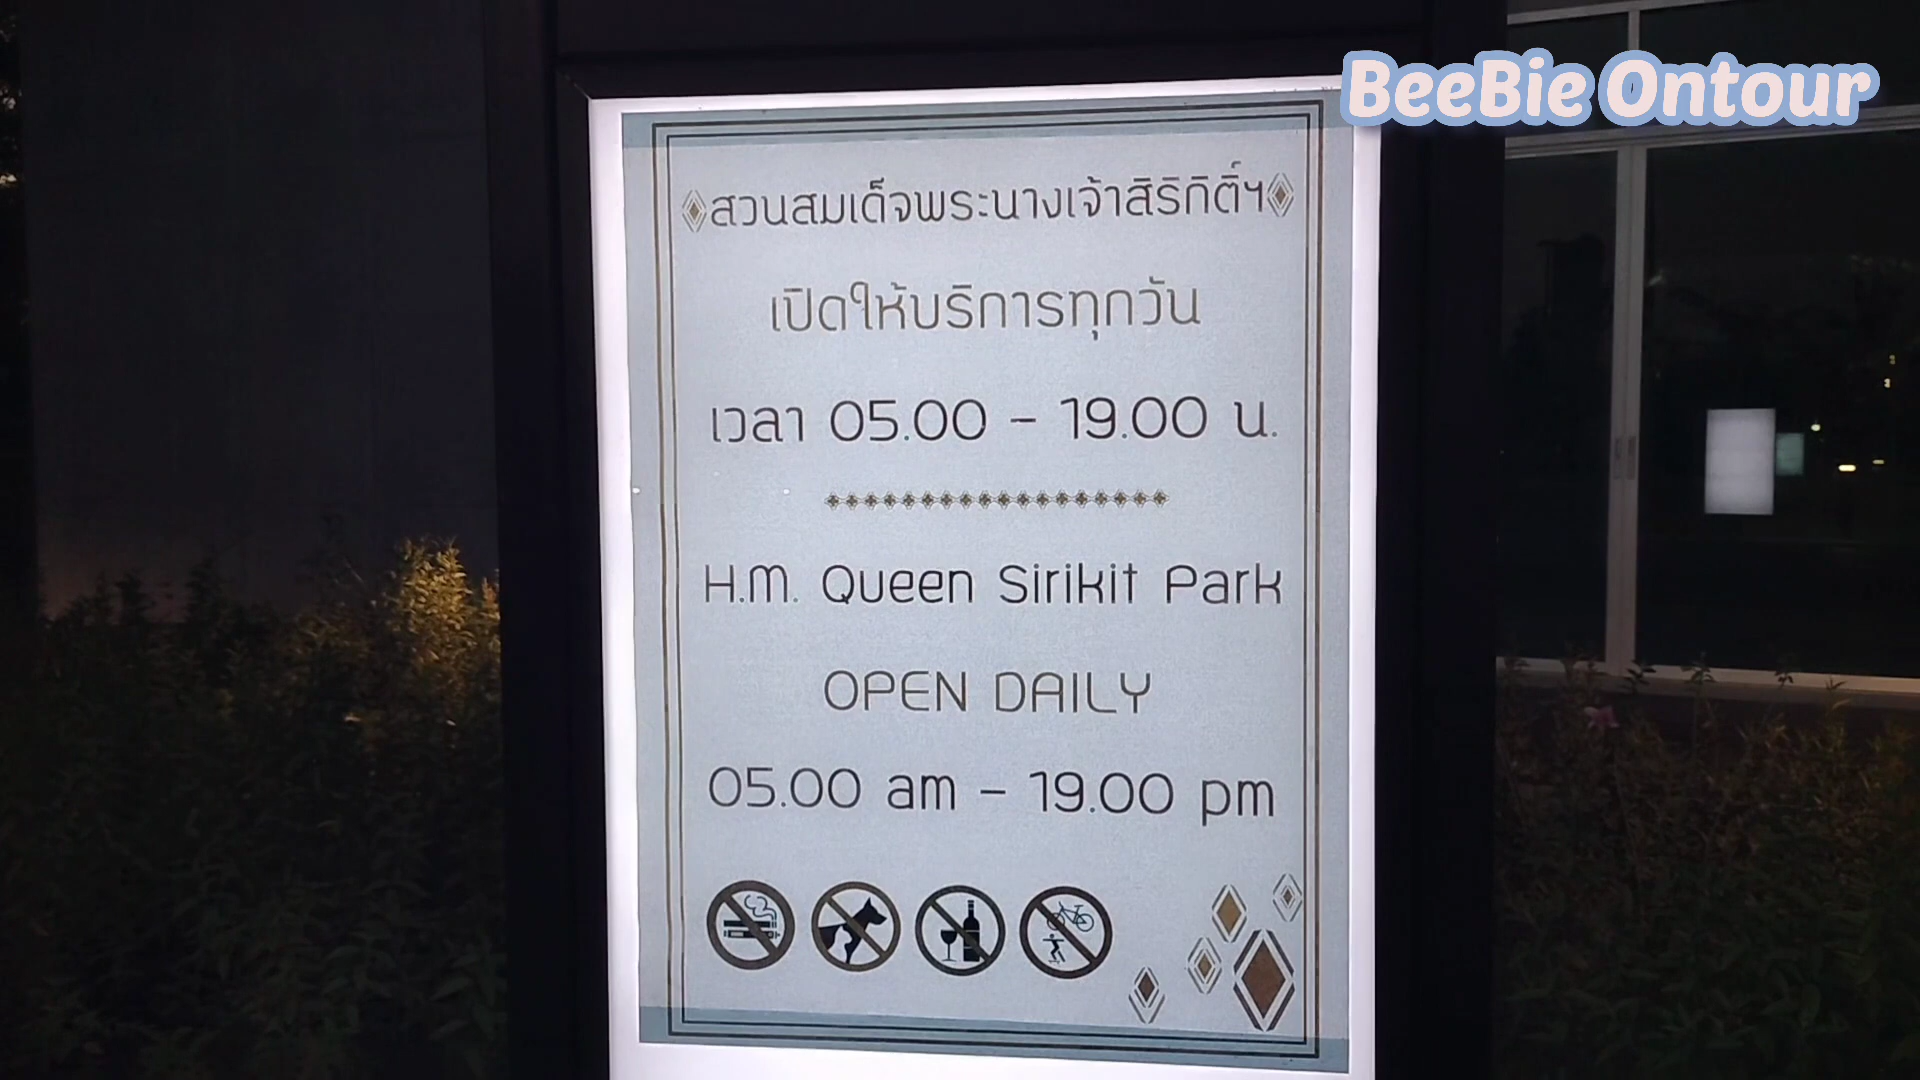 BeeBie Ontour
สวนสมเด็จพระนางเจ้าสิริกิติ์ฯ
เปิดให้บริการทุกวัน
เวลา 05.00 - 19.00 น.
H.M. Queen Sirikit Park
OPEN DAILY
05.00 am - 19.00 pm